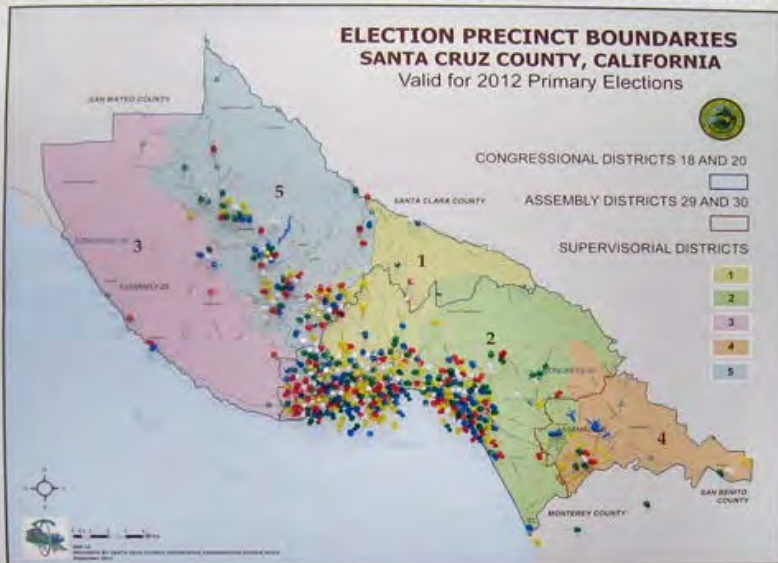 ELECTION PRECINCT BOUNDARIES
SANTA CRUZ COUNTY, CALIFORNIA
Valid for 2012 Primary Elections
SAN MATEO COUNTY
CONGRESSIONAL DISTRICTS 18 AND 20
5
SANTA CLARA COUNTY
ASSEMBLY DISTRICTS 29 AND 30
3
SUPERVISORIAL DISTRICTS
1
1
2
2
3
4
5
4
SAN BENITO
COUNTY
MONTEREY COUNTY